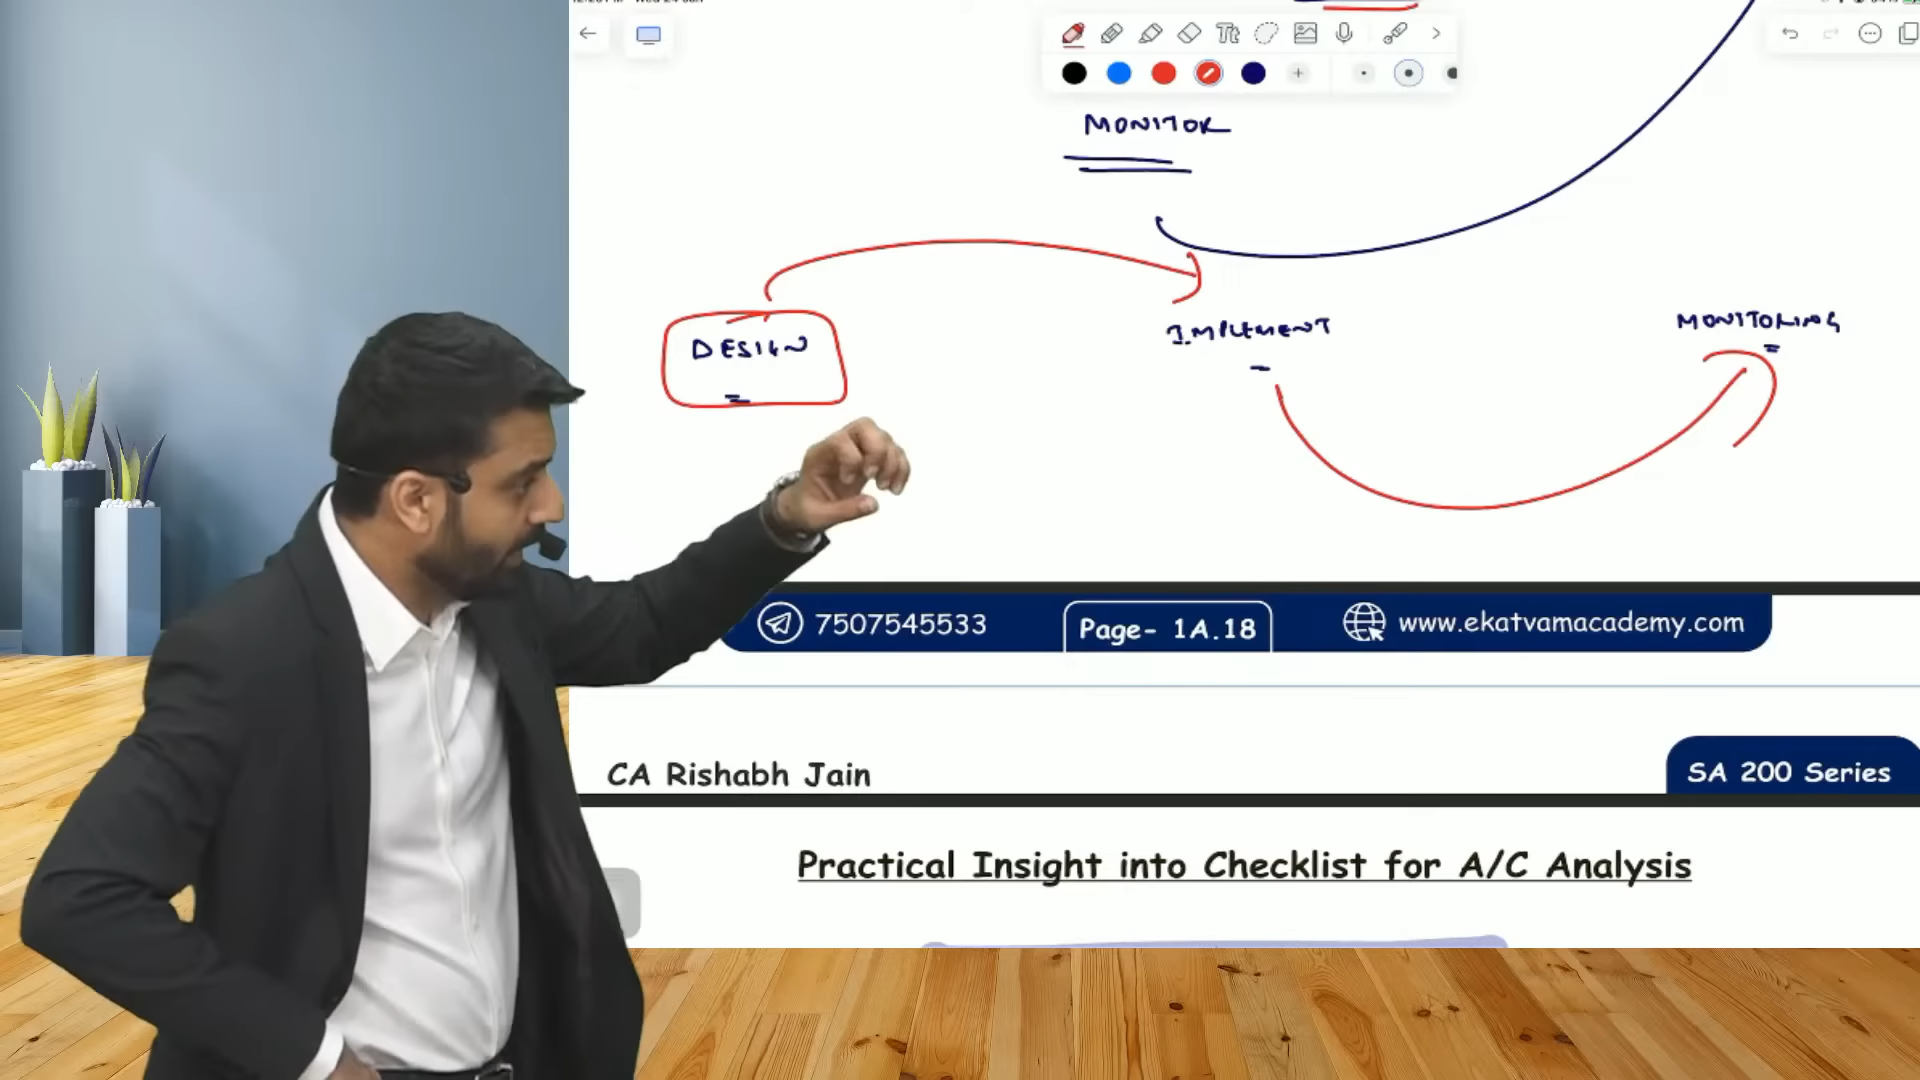 MONITOR
DESIGN
IMPLEMENT
MONITORING
7507545533
Page- 1A.18
www.ekatvamacademy.com
CA Rishabh Jain
SA 200 Series
Practical Insight into Checklist for A/C Analysis
Tt